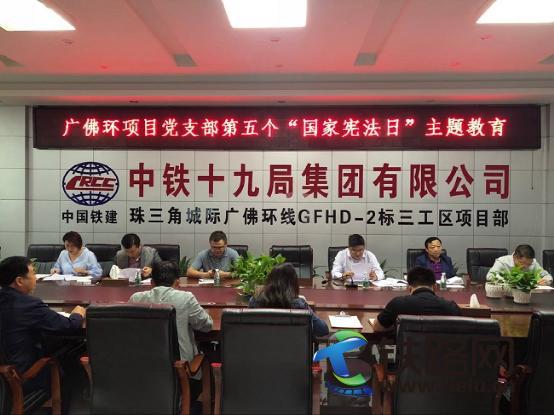 广佛环项目党支部第五个“国家宪法日”主题教育
CRCC
中国铁建
中铁十九局集团有限公司
珠三角城际广佛环线GFHD-2标三工区项目部
铁路网